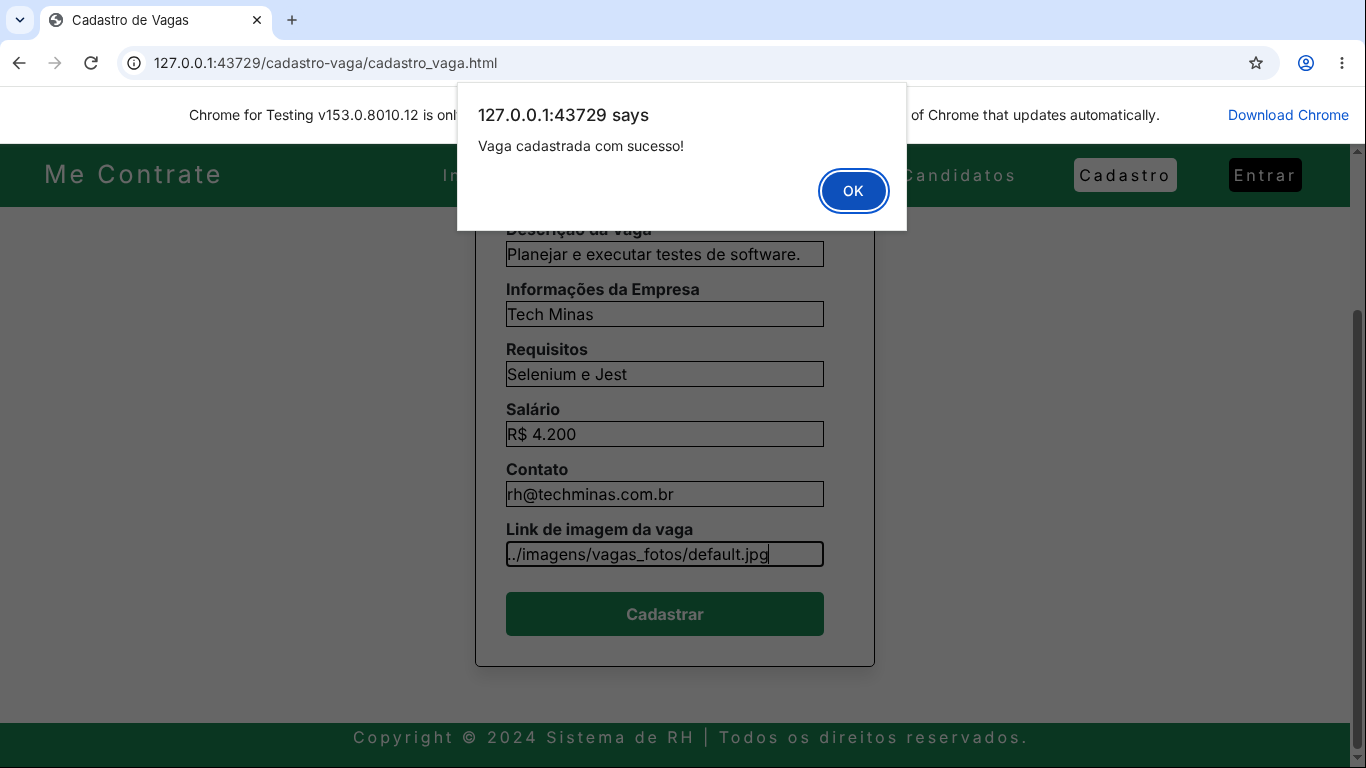 Cadastro de Vagas
127.0.0.1:43729/cadastro-vaga/cadastro_vaga.html
Chrome for Testing v153.0.8010.12 is
of Chrome that updates automatically.
Download Chrome
127.0.0.1:43729 says
Vaga cadastrada com sucesso!
OK
Me Contrate
Candidatos
Cadastro
Entrar
Descrição da Vaga
Planejar e executar testes de software.
Informações da Empresa
Tech Minas
Requisitos
Selenium e Jest
Salário
R$ 4.200
Contato
rh@techminas.com.br
Link de imagem da vaga
../imagens/vagas_fotos/default.jpg
Cadastrar
Copyright © 2024 Sistema de RH | Todos os direitos reservados.